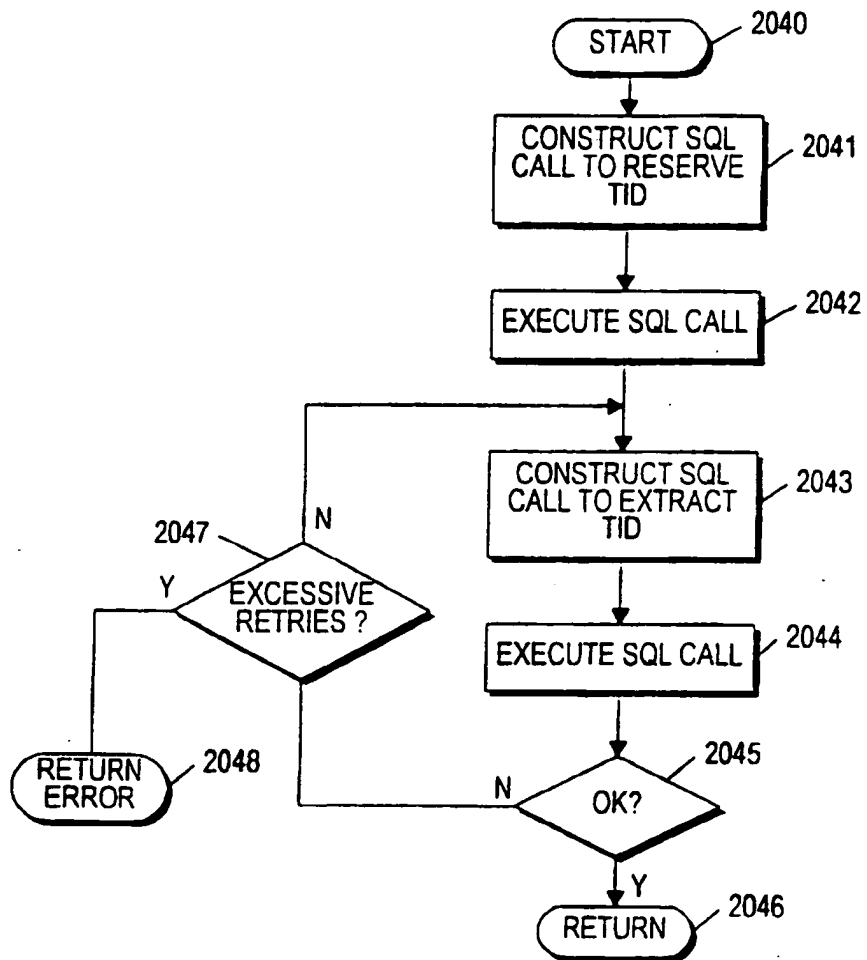 START
2040
CONSTRUCT SQL
CALL TO RESERVE
TID
2041
EXECUTE SQL CALL
2042
CONSTRUCT SQL
CALL TO EXTRACT
TID
2043
N
2047
Y
EXCESSIVE
RETRIES ?
EXECUTE SQL CALL
2044
RETURN
ERROR
2048
2045
N
OK?
Y
RETURN
2046